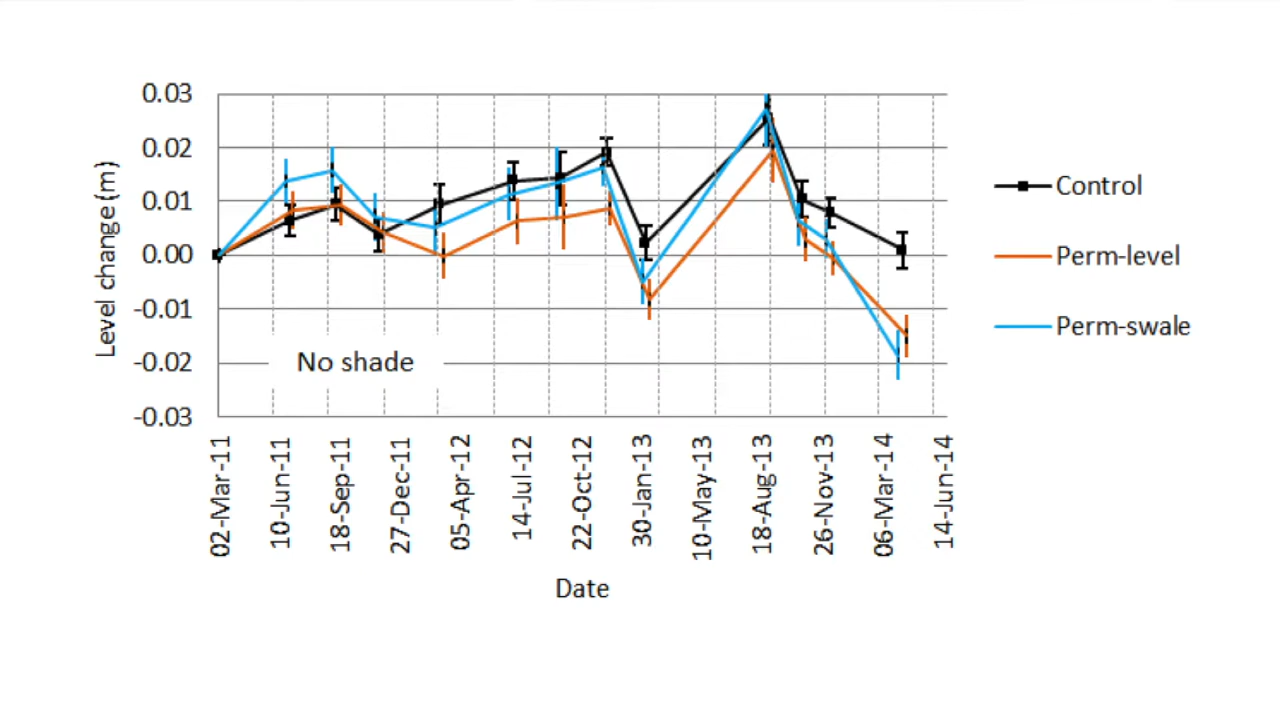 0.03
0.02
0.01
0.00
-0.01
-0.02
-0.03
Level change (m)
No shade
02-Mar-11
10-Jun-11
18-Sep-11
27-Dec-11
05-Apr-12
14-Jul-12
22-Oct-12
30-Jan-13
10-May-13
18-Aug-13
26-Nov-13
06-Mar-14
14-Jun-14
Date
Control
Perm-level
Perm-swale